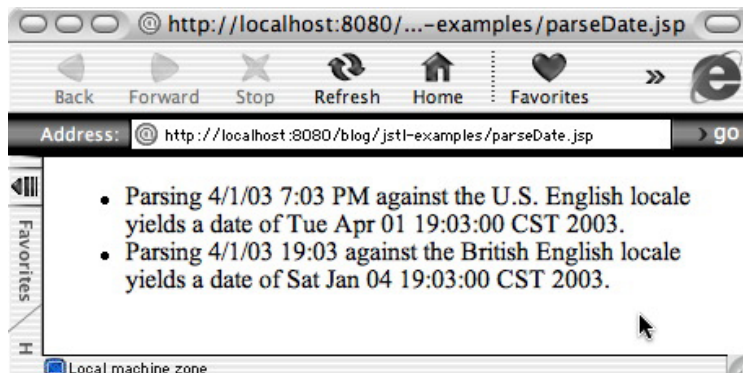 http://localhost:8080/...-examples/parseDate.jsp
Back Forward Stop Refresh Home Favorites »
Address: http://localhost:8080/blog/jstl-examples/parseDate.jsp › go
Favorites
H
• Parsing 4/1/03 7:03 PM against the U.S. English locale
yields a date of Tue Apr 01 19:03:00 CST 2003.
• Parsing 4/1/03 19:03 against the British English locale
yields a date of Sat Jan 04 19:03:00 CST 2003.
Local machine zone